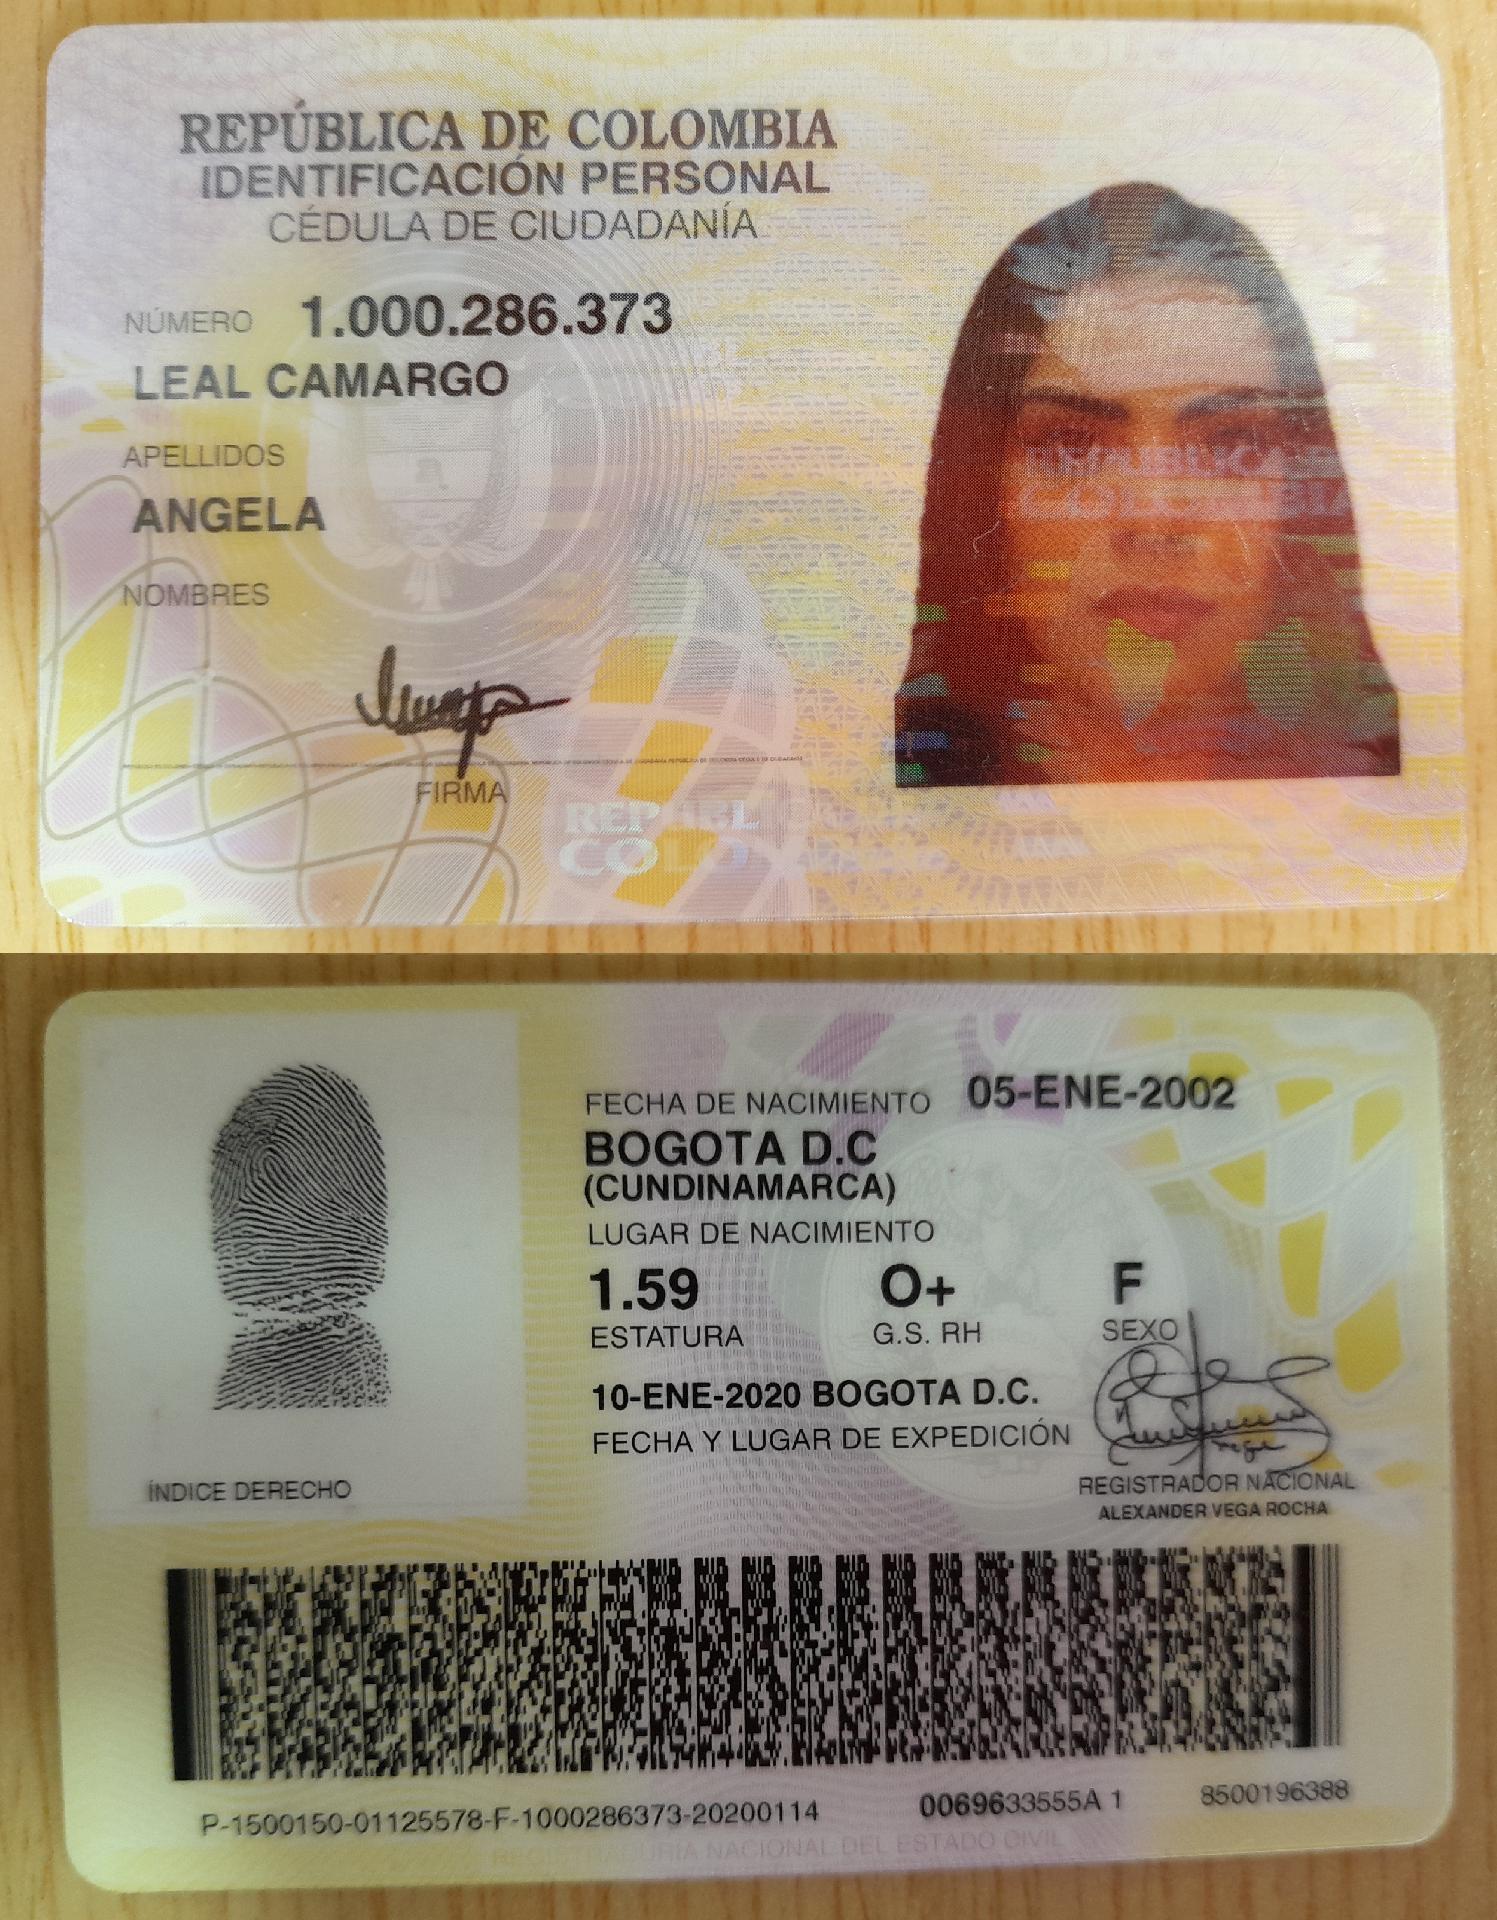 REPÚBLICA DE COLOMBIA
IDENTIFICACIÓN PERSONAL
CÉDULA DE CIUDADANÍA
NÚMERO 1.000.286.373
LEAL CAMARGO
APELLIDOS
ANGELA
NOMBRES
FIRMA
REPÚBLICA DE
COLOMBIA
FECHA DE NACIMIENTO 05-ENE-2002
BOGOTA D.C
(CUNDINAMARCA)
LUGAR DE NACIMIENTO
1.59 O+ F
ESTATURA G.S. RH SEXO
10-ENE-2020 BOGOTA D.C.
FECHA Y LUGAR DE EXPEDICIÓN
ÍNDICE DERECHO
REGISTRADOR NACIONAL
ALEXANDER VEGA ROCHA
P-1500150-01125578-F-1000286373-20200114 0069633555A 1 8500196388
REGISTRADURIA NACIONAL DEL ESTADO CIVIL